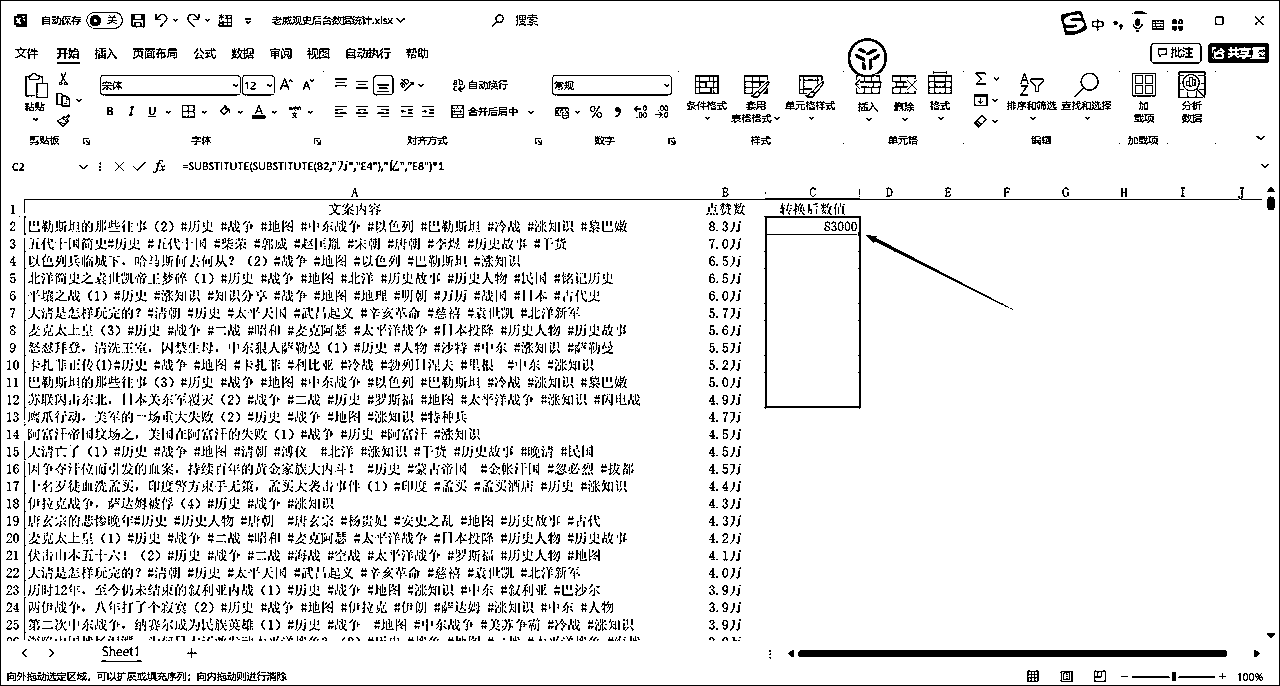 自动保存 关 老威观史后台数据统计.xlsx 搜索 中
文件 开始 插入 页面布局 公式 数据 审阅 视图 自动执行 帮助 批注 共享
宋体 12 自动换行 常规
粘贴 B I U 合并后居中 条件格式 套用表格格式 单元格样式 插入 删除 格式 排序和筛选 查找和选择 加载项 分析数据
剪贴板 字体 对齐方式 数字 样式 单元格 编辑 加载项
C2 fx =SUBSTITUTE(SUBSTITUTE(B2,"万","E4"),"亿","E8")*1
A B C D E F G H I J
1 文案内容 点赞数 转换后数值
2 巴勒斯坦的那些往事（2）#历史 #战争 #地图 #中东战争 #以色列 #巴勒斯坦 #冷战 #涨知识 #黎巴嫩 8.3万 83000
3 五代十国简史#历史 #五代十国 #柴荣 #郭威 #赵匡胤 #宋朝 #唐朝 #李煜 #历史故事 #干货 7.0万
4 以色列兵临城下，哈马斯何去何从？（2）#战争 #地图 #以色列 #巴勒斯坦 #涨知识 6.5万
5 北洋简史之袁世凯帝王梦碎（1）#历史 #战争 #地图 #北洋 #历史故事 #历史人物 #民国 #铭记历史 6.5万
6 平壤之战（1）#历史 #涨知识 #知识分享 #战争 #地图 #地理 #明朝 #万历 #战国 #日本 #古代史 6.0万
7 大清是怎样玩完的？#清朝 #历史 #太平天国 #武昌起义 #辛亥革命 #慈禧 #袁世凯 #北洋新军 5.7万
8 麦克太上皇（3）#历史 #战争 #二战 #昭和 #麦克阿瑟 #太平洋战争 #日本投降 #历史人物 #历史故事 5.6万
9 怒怼拜登，清洗王室，囚禁生母，中东狠人萨勒曼（1）#历史 #人物 #沙特 #中东 #涨知识 #萨勒曼 5.5万
10 卡扎菲正传(1)#历史 #战争 #地图 #卡扎菲 #利比亚 #冷战 #勃列日涅夫 #里根 #中东 #涨知识 5.2万
11 巴勒斯坦的那些往事（3）#历史 #战争 #地图 #中东战争 #以色列 #巴勒斯坦 #冷战 #涨知识 #黎巴嫩 5.0万
12 苏联闪击东北，日本关东军覆灭（2）#战争 #二战 #历史 #罗斯福 #地图 #太平洋战争 #涨知识 #闪电战 4.9万
13 鹰爪行动，美军的一场重大失败（2）#历史 #战争 #地图 #涨知识 #特种兵 4.7万
14 阿富汗帝国坟场之，美国在阿富汗的失败（1）#战争 #历史 #阿富汗 #涨知识 4.5万
15 大清亡了（1）#历史 #战争 #地图 #清朝 #溥仪 #北洋 #涨知识 #干货 #历史故事 #晚清 #民国 4.5万
16 因争夺汗位而引发的血案，持续百年的黄金家族大内斗！ #历史 #蒙古帝国 #金帐汗国 #忽必烈 #拔都 4.5万
17 十名歹徒血洗孟买，印度警方束手无策，孟买大袭击事件（1）#印度 #孟买 #孟买酒店 #历史 #涨知识 4.4万
18 伊拉克战争，萨达姆被俘（4）#历史 #战争 #涨知识 4.3万
19 唐玄宗的悲惨晚年#历史 #历史人物 #唐朝 #唐玄宗 #杨贵妃 #安史之乱 #地图 #历史故事 #古代 4.3万
20 麦克太上皇（1）#历史 #战争 #二战 #昭和 #麦克阿瑟 #太平洋战争 #日本投降 #历史人物 #历史故事 4.2万
21 伏击山本五十六！（2）#历史 #战争 #二战 #海战 #空战 #太平洋战争 #罗斯福 #历史人物 #地图 4.1万
22 大清是怎样玩完的？#清朝 #历史 #太平天国 #武昌起义 #辛亥革命 #慈禧 #袁世凯 #北洋新军 4.0万
23 历时12年，至今仍未结束的叙利亚内战（1）#历史 #战争 #地图 #涨知识 #中东 #叙利亚 #巴沙尔 3.9万
24 两伊战争，八年打了个寂寞（2）#历史 #战争 #地图 #伊拉克 #伊朗 #萨达姆 #涨知识 #中东 #人物 3.9万
25 第二次中东战争，纳赛尔成为民族英雄（1）#历史 #战争 #地图 #中东战争 #美苏争霸 #冷战 #涨知识 3.9万
Sheet1 +
向外拖动选定区域，可以扩展或填充序列；向内拖动则进行清除 100%